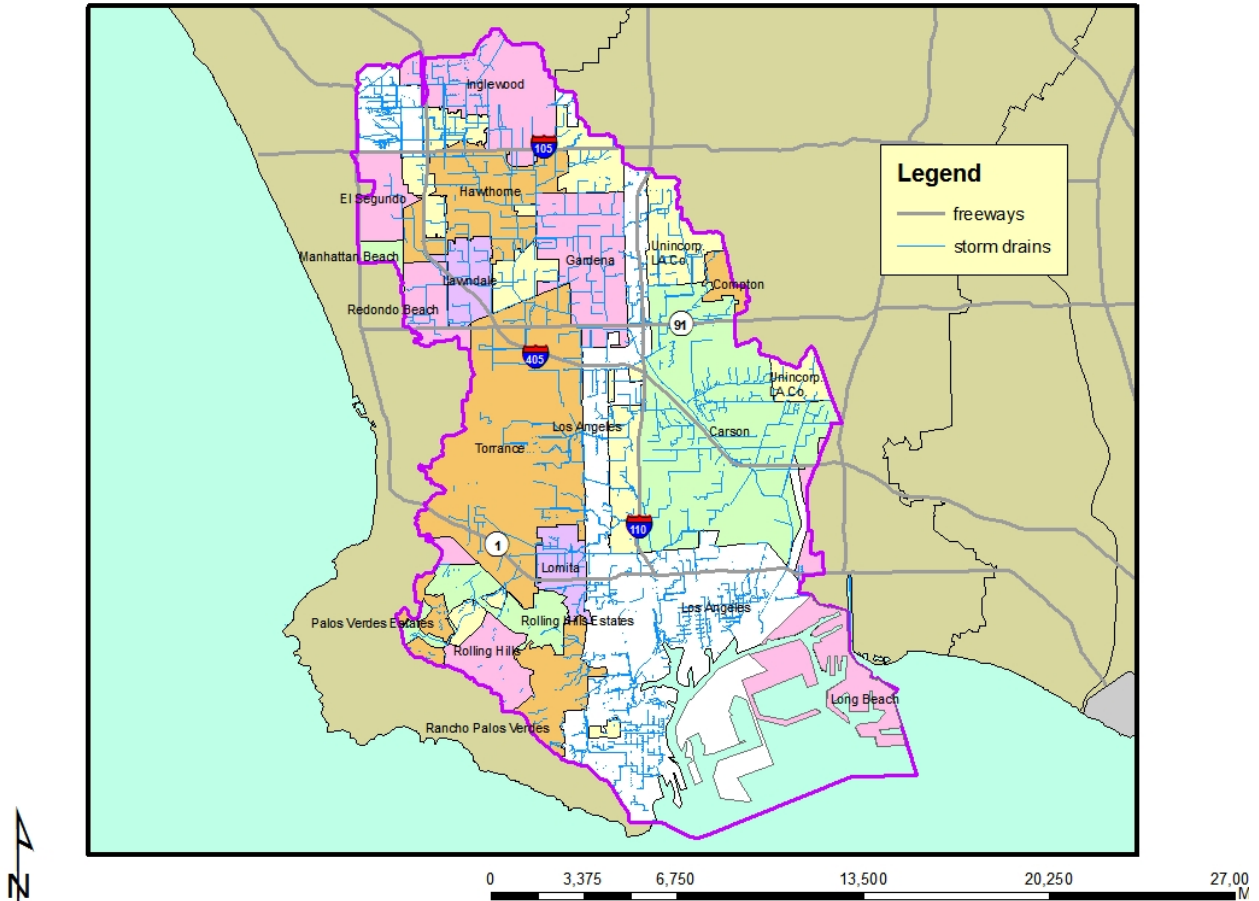 Inglewood
105
Hawthorne
El Segundo
Manhattan Beach
Unincorp.
LA Co.
Gardena
Lawndale
Compton
Redondo Beach
91
405
Unincorp.
LA Co.
Los Angeles
Carson
Torrance
110
1
Lomita
Los Angeles
Palos Verdes Estates
Rolling Hills Estates
Rolling Hills
Long Beach
Rancho Palos Verdes
Legend
freeways
storm drains
N
0 3,375 6,750 13,500 20,250 27,00
M